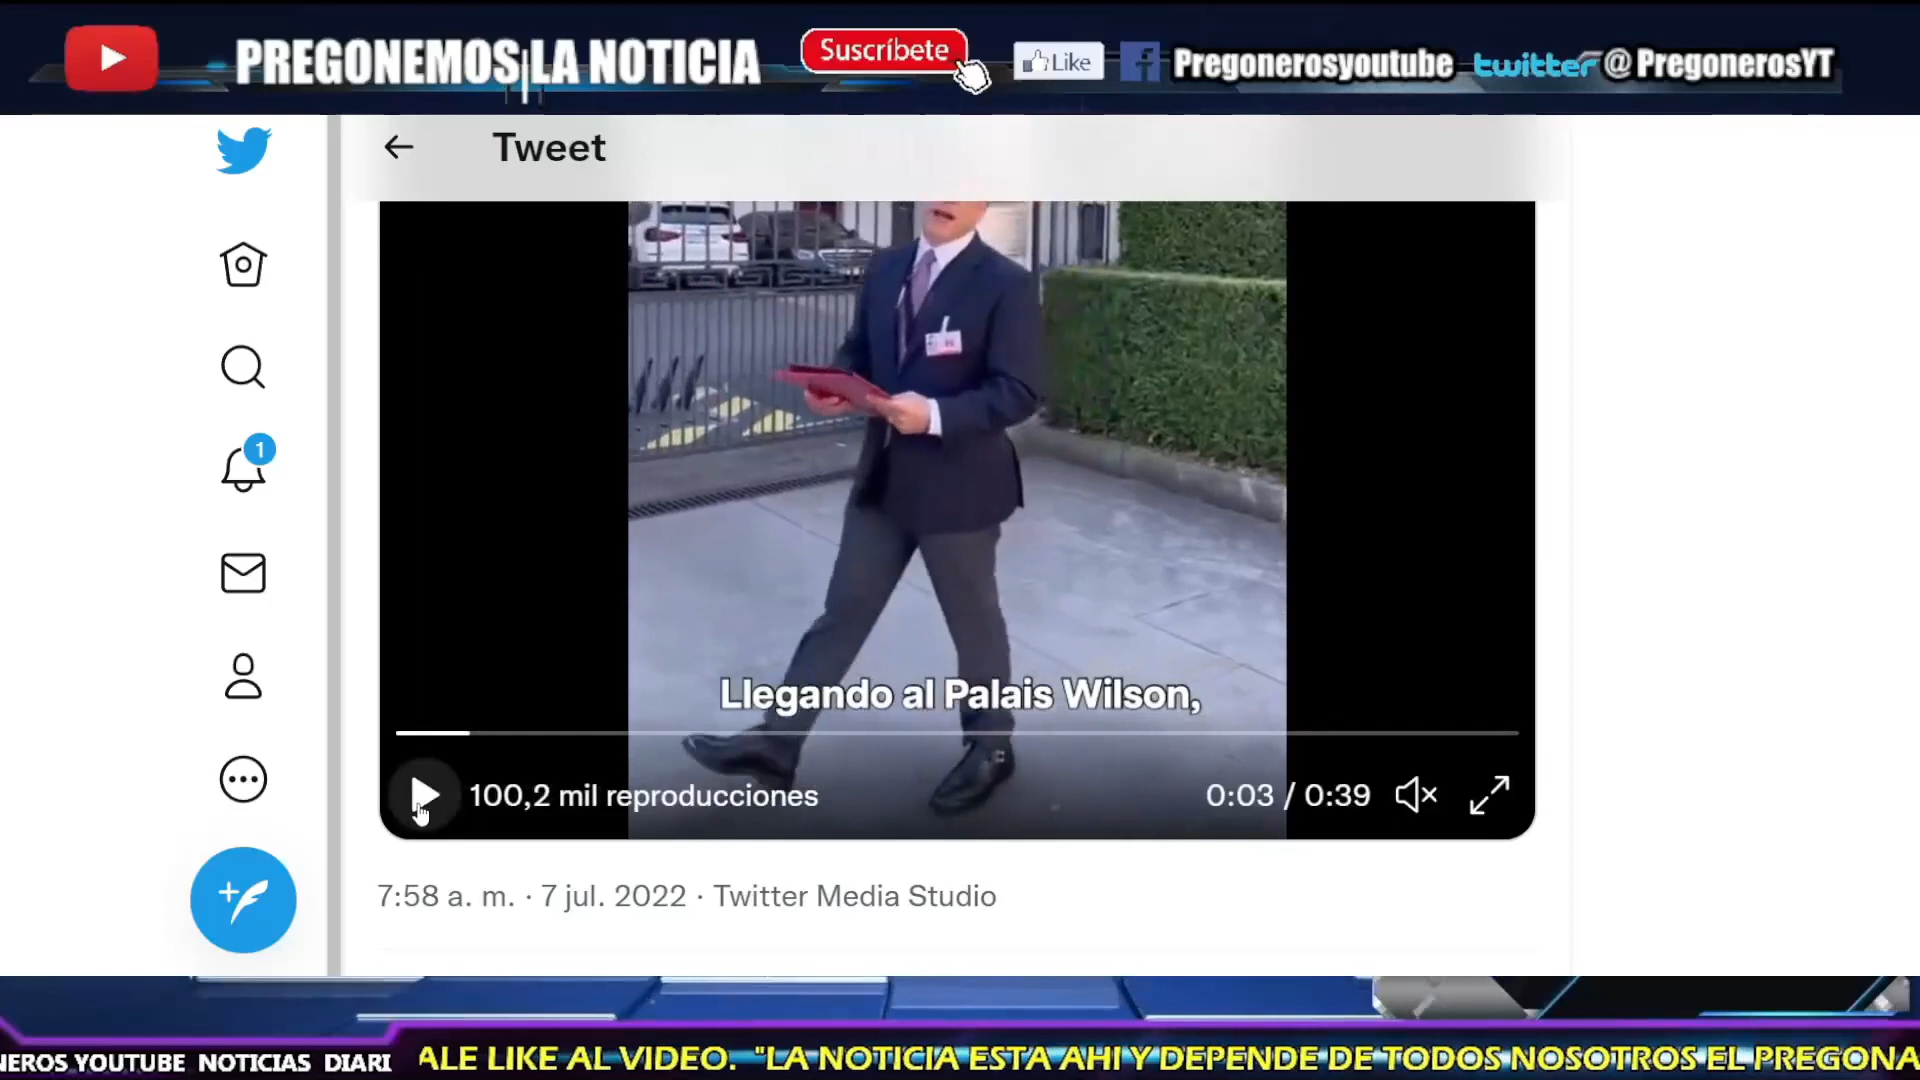 PREGONEMOS LA NOTICIA
Suscríbete
Like
Pregonerosyoutube
twitter @PregonerosYT
Tweet
1
Llegando al Palais Wilson,
100,2 mil reproducciones
0:03 / 0:39
7:58 a. m. · 7 jul. 2022 · Twitter Media Studio
NEROS YOUTUBE NOTICIAS DIARI
ALE LIKE AL VIDEO. "LA NOTICIA ESTA AHI Y DEPENDE DE TODOS NOSOTROS EL PREGONA